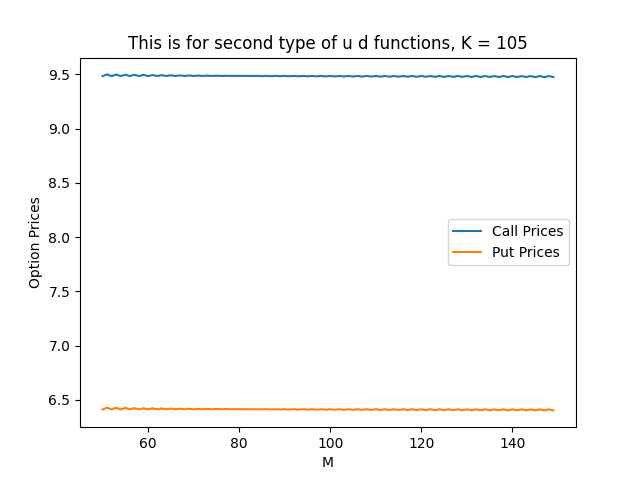 This is for second type of u d functions, K = 105
Option Prices
9.5
9.0
8.5
8.0
7.5
7.0
6.5
Call Prices
Put Prices
60 80 100 120 140
M